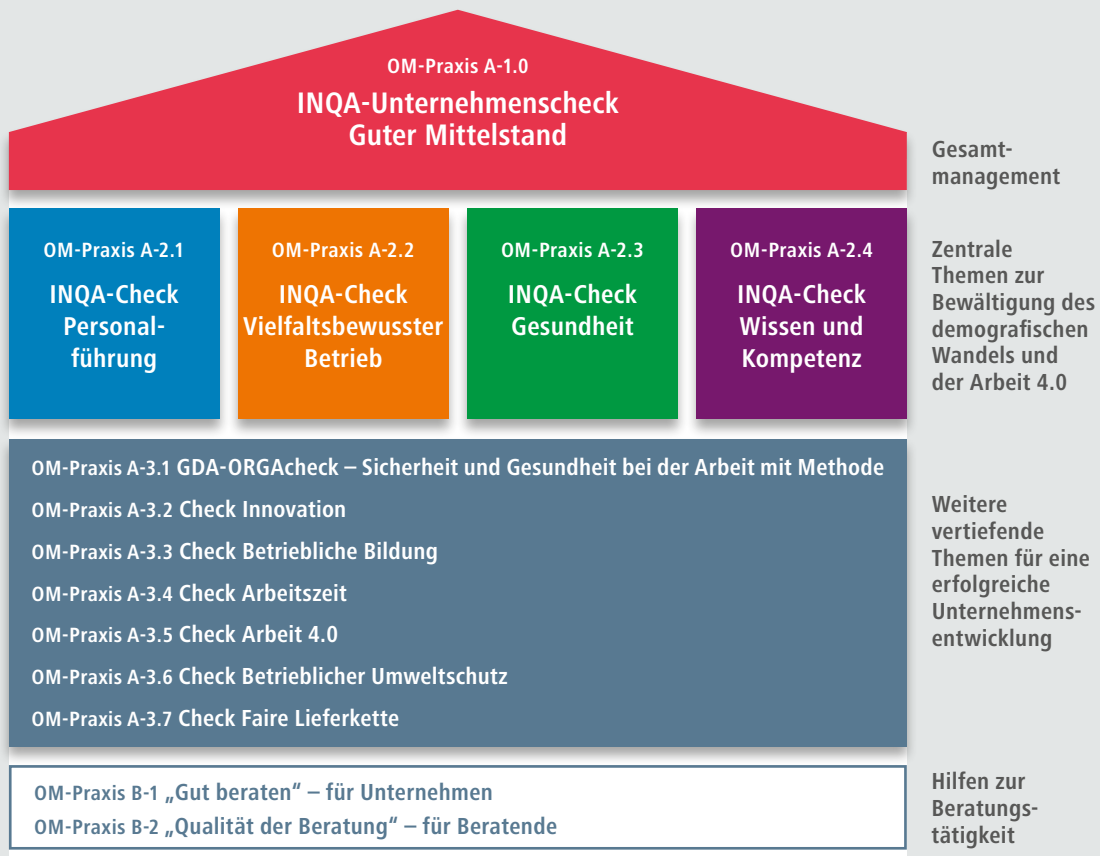 OM-Praxis A-1.0
INQA-Unternehmenscheck
Guter Mittelstand
Gesamt-
management
OM-Praxis A-2.1
INQA-Check
Personal-
führung
OM-Praxis A-2.2
INQA-Check
Vielfaltsbewusster
Betrieb
OM-Praxis A-2.3
INQA-Check
Gesundheit
OM-Praxis A-2.4
INQA-Check
Wissen und
Kompetenz
Zentrale
Themen zur
Bewältigung des
demografischen
Wandels und
der Arbeit 4.0
OM-Praxis A-3.1 GDA-ORGAcheck – Sicherheit und Gesundheit bei der Arbeit mit Methode
OM-Praxis A-3.2 Check Innovation
OM-Praxis A-3.3 Check Betriebliche Bildung
OM-Praxis A-3.4 Check Arbeitszeit
OM-Praxis A-3.5 Check Arbeit 4.0
OM-Praxis A-3.6 Check Betrieblicher Umweltschutz
OM-Praxis A-3.7 Check Faire Lieferkette
Weitere
vertiefende
Themen für eine
erfolgreiche
Unternehmens-
entwicklung
OM-Praxis B-1 „Gut beraten“ – für Unternehmen
OM-Praxis B-2 „Qualität der Beratung“ – für Beratende
Hilfen zur
Beratungs-
tätigkeit